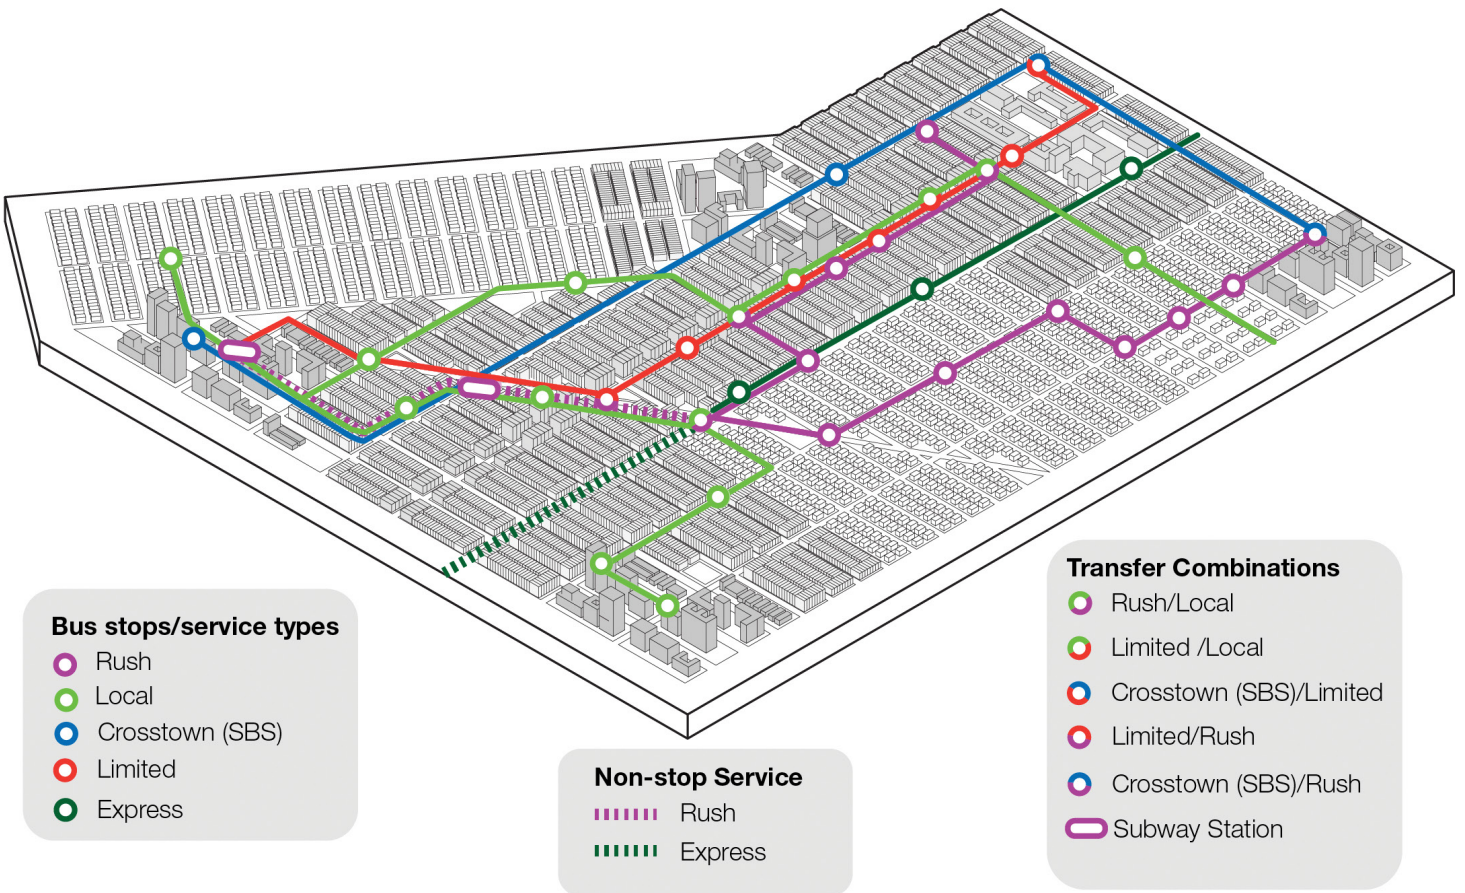 Bus stops/service types
Rush
Local
Crosstown (SBS)
Limited
Express
Non-stop Service
Rush
Express
Transfer Combinations
Rush/Local
Limited /Local
Crosstown (SBS)/Limited
Limited/Rush
Crosstown (SBS)/Rush
Subway Station